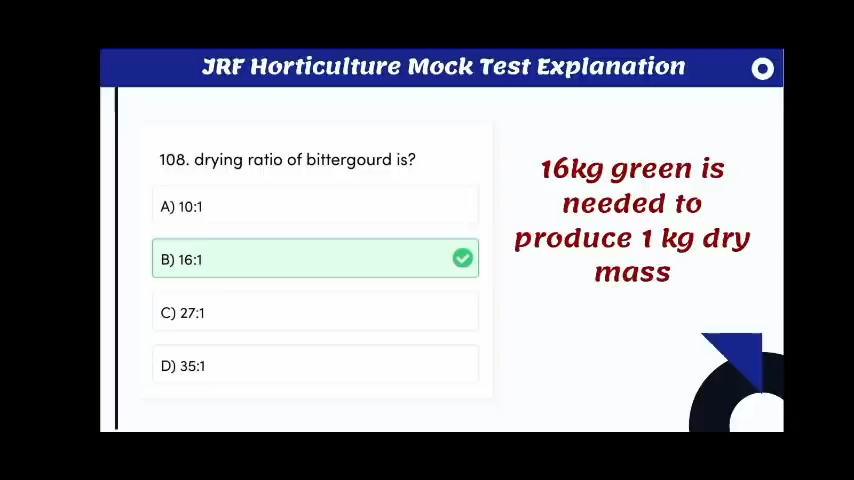 JRF Horticulture Mock Test Explanation
108. drying ratio of bittergourd is?
A) 10:1
B) 16:1
C) 27:1
D) 35:1
16kg green is
needed to
produce 1 kg dry
mass